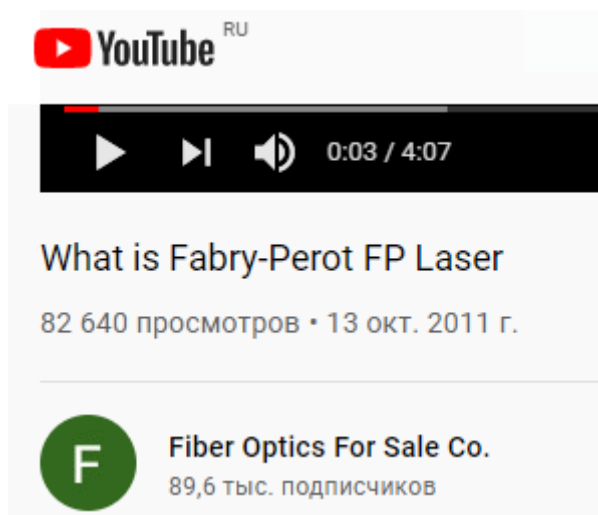 YouTube RU
0:03 / 4:07
What is Fabry-Perot FP Laser
82 640 просмотров • 13 окт. 2011 г.
F
Fiber Optics For Sale Co.
89,6 тыс. подписчиков